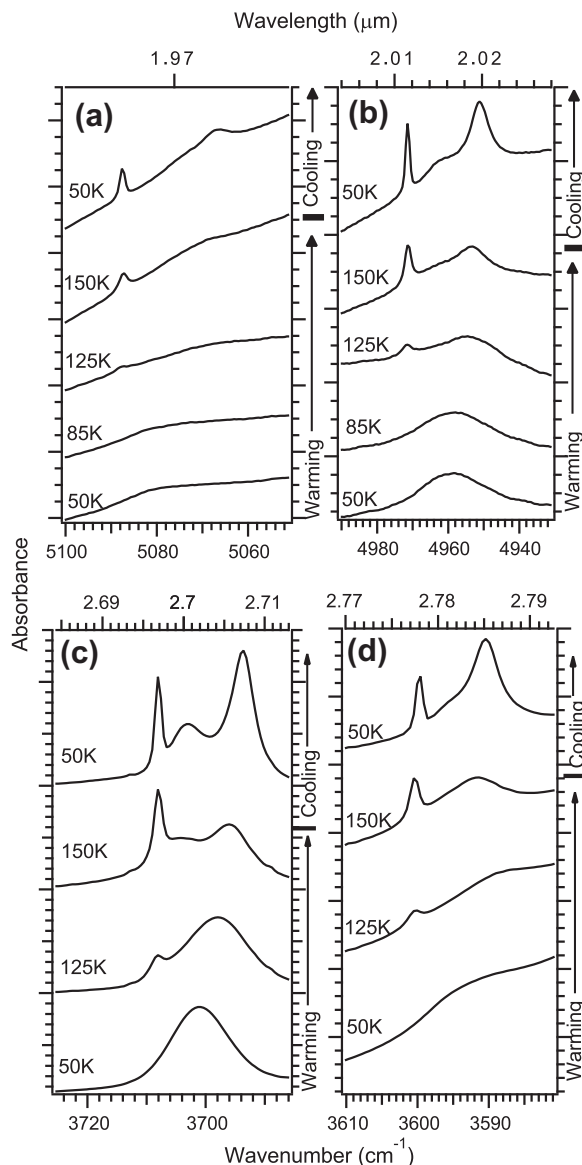 Wavelength (μm)
1.97
2.01 2.02
(a)
50K
150K
125K
85K
50K
Cooling
Warming
5100 5080 5060
(b)
50K
150K
125K
85K
50K
Cooling
Warming
4980 4960 4940
Absorbance
2.69 2.7 2.71
2.77 2.78 2.79
(c)
50K
150K
125K
50K
Cooling
Warming
3720 3700
(d)
50K
150K
125K
50K
Cooling
Warming
3610 3600 3590
Wavenumber (cm⁻¹)